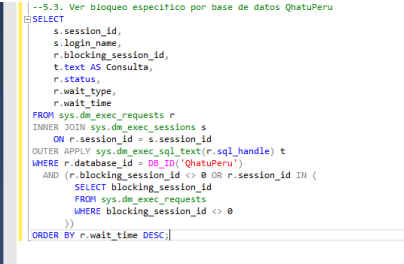 --5.3. Ver bloqueo específico por base de datos QhatuPeru
SELECT
s.session_id,
s.login_name,
r.blocking_session_id,
t.text AS Consulta,
r.status,
r.wait_type,
r.wait_time
FROM sys.dm_exec_requests r
INNER JOIN sys.dm_exec_sessions s
ON r.session_id = s.session_id
OUTER APPLY sys.dm_exec_sql_text(r.sql_handle) t
WHERE r.database_id = DB_ID('QhatuPeru')
AND (r.blocking_session_id <> 0 OR r.session_id IN (
SELECT blocking_session_id
FROM sys.dm_exec_requests
WHERE blocking_session_id <> 0
))
ORDER BY r.wait_time DESC;